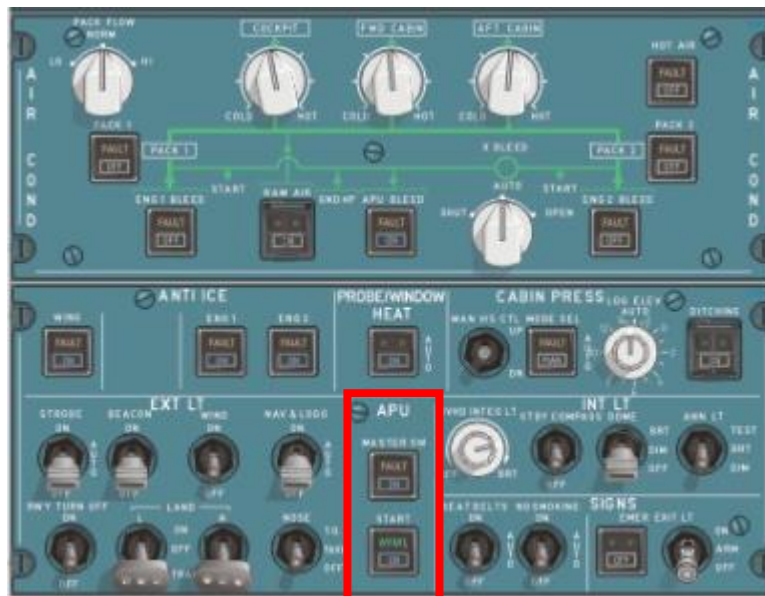 PACK FLOW
NORM
LO
HI
COCKPIT
FWD CABIN
AFT CABIN
HOT AIR
FAULT
OFF
COLD HOT
COLD HOT
COLD HOT
AIR COND
AIR COND
PACK 1
FAULT
OFF
PACK 1
X BLEED
PACK 2
PACK 2
FAULT
OFF
START
AUTO
START
ENG 1 BLEED
RAM AIR
GND HP
APU BLEED
SHUT
OPEN
ENG 2 BLEED
FAULT
OFF
ON
FAULT
ON
FAULT
OFF
ANTI ICE
PROBE/WINDOW
HEAT
CABIN PRESS
WING
FAULT
ON
ENG 1
FAULT
ON
ENG 2
FAULT
ON
AUTO
ON
MAN VS CTL
UP
DN
MODE SEL
FAULT
MAN
AUTO
LDG ELEV
AUTO
DITCHING
ON
EXT LT
APU
INT LT
STROBE
ON
AUTO
OFF
BEACON
ON
OFF
WING
ON
OFF
NAV & LOGO
ON
OFF
MASTER SW
FAULT
ON
OVHD INTEG LT
BRT
STBY COMPASS
OFF
DOME
BRT
DIM
OFF
ANN LT
TEST
BRT
DIM
RWY TURN OFF
ON
OFF
LAND
L
R
ON
OFF
NOSE
T.O.
TAXI
OFF
START
AVAIL
ON
SEAT BELTS
ON
AUTO
OFF
NO SMOKING
ON
AUTO
OFF
SIGNS
EMER EXIT LT
OFF
ON
ARM
OFF